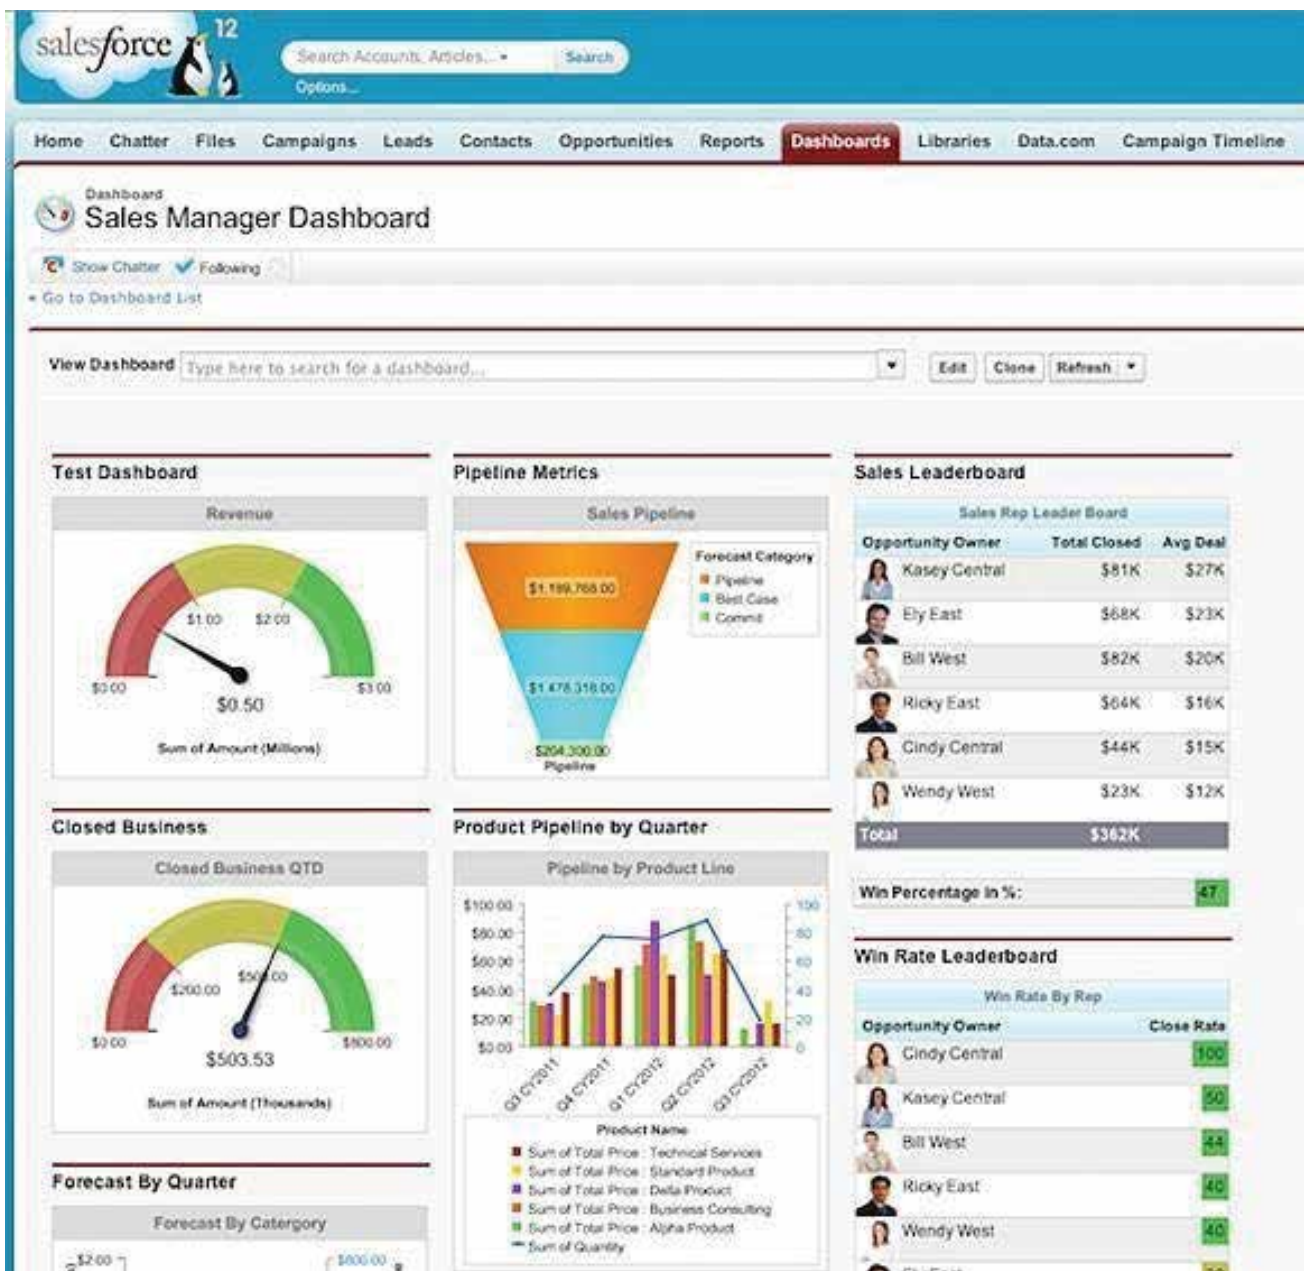 salesforce
12
Search Accounts, Articles...
Search
Options...
Home Chatter Files Campaigns Leads Contacts Opportunities Reports Dashboards Libraries Data.com Campaign Timeline
Dashboard
Sales Manager Dashboard
Show Chatter Following
Go to Dashboard List
View Dashboard Type here to search for a dashboard... Edit Clone Refresh
Test Dashboard
Revenue
$1.00 $2.00
$0.00 $3.00
$0.50
Sum of Amount (Millions)
Pipeline Metrics
Sales Pipeline
Forecast Category
Pipeline
Best Case
Commit
$1,478,318.00
$204,300.00
Pipeline
Sales Leaderboard
Sales Rep Leader Board
Opportunity Owner Total Closed Avg Deal
Kasey Central $81K $27K
Ely East $68K $23K
Bill West $82K $20K
Ricky East $64K $16K
Cindy Central $44K $15K
Wendy West $23K $12K
Total $362K
Win Percentage in %: 47
Closed Business
Closed Business QTD
$200.00
$0.00 $800.00
$503.53
Sum of Amount (Thousands)
Product Pipeline by Quarter
Pipeline by Product Line
$100.00 100
$80.00 80
$60.00 60
$40.00 40
$20.00 20
$0.00 0
Q3 CY2011 Q4 CY2011 Q1 CY2012 Q2 CY2012 Q3 CY2012
Product Name
Sum of Total Price : Technical Services
Sum of Total Price : Standard Product
Sum of Total Price : Delta Product
Sum of Total Price : Business Consulting
Sum of Total Price : Alpha Product
Sum of Quantity
Win Rate Leaderboard
Win Rate By Rep
Opportunity Owner Close Rate
Cindy Central 100
Kasey Central 50
Bill West 44
Ricky East 40
Wendy West 40
Forecast By Quarter
Forecast By Catergory
$2.00 $800.00